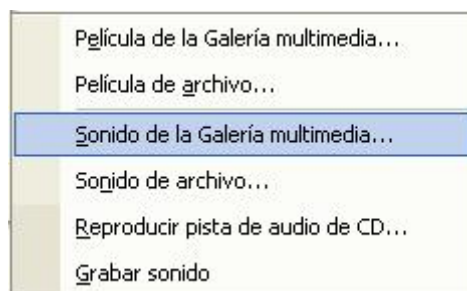 Película de la Galería multimedia...
Película de archivo...
Sonido de la Galería multimedia...
Sonido de archivo...
Reproducir pista de audio de CD...
Grabar sonido